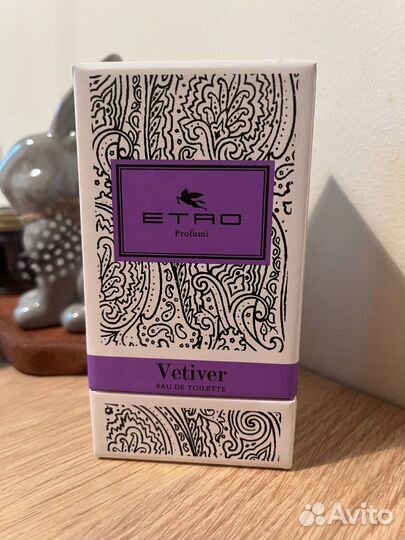 ETRO
Profumi
Vetiver
EAU DE TOILETTE
Avito